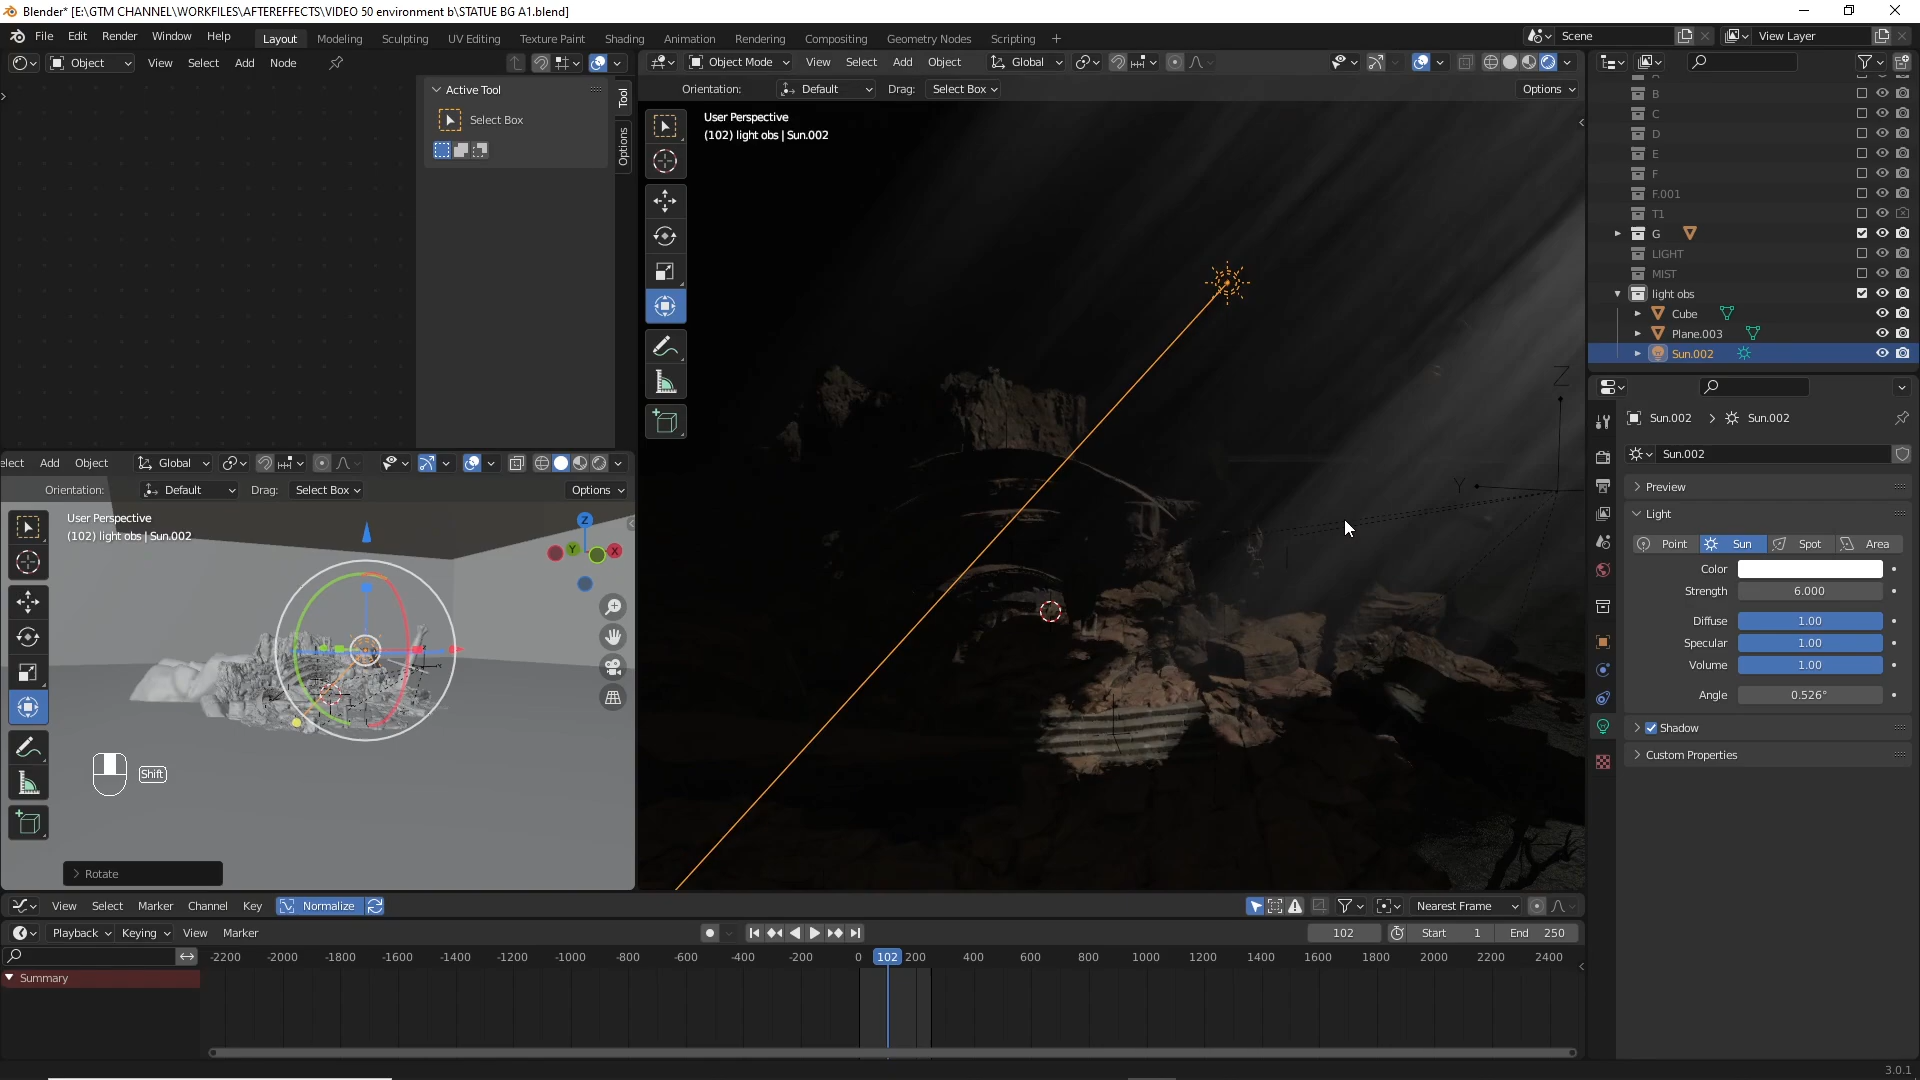 Blender* [E:\GTM CHANNEL\WORKFILES\AFTEREFFECTS\VIDEO 50 environment b\STATUE BG A1.blend]
File Edit Render Window Help Layout Modeling Sculpting UV Editing Texture Paint Shading Animation Rendering Compositing Geometry Nodes Scripting + Scene View Layer
Object View Select Add Node
Object Mode View Select Add Object Global
Orientation: Default Drag: Select Box Options
Active Tool
Select Box
Tool
Options
User Perspective
(102) light obs | Sun.002
Z
Y
A
B
C
D
E
F
F.001
T1
G
LIGHT
MIST
light obs
Cube
Plane.003
Sun.002
Sun.002 > Sun.002
Sun.002
Preview
Light
Point Sun Spot Area
Color
Strength 6.000
Diffuse 1.00
Specular 1.00
Volume 1.00
Angle 0.526°
Shadow
Custom Properties
elect Add Object Global
Orientation: Default Drag: Select Box Options
User Perspective
(102) light obs | Sun.002
Z
Y
X
Shift
Rotate
View Select Marker Channel Key Normalize Nearest Frame
Playback Keying View Marker 102 Start 1 End 250
-2200 -2000 -1800 -1600 -1400 -1200 -1000 -800 -600 -400 -200 0 102 200 400 600 800 1000 1200 1400 1600 1800 2000 2200 2400
Summary
3.0.1